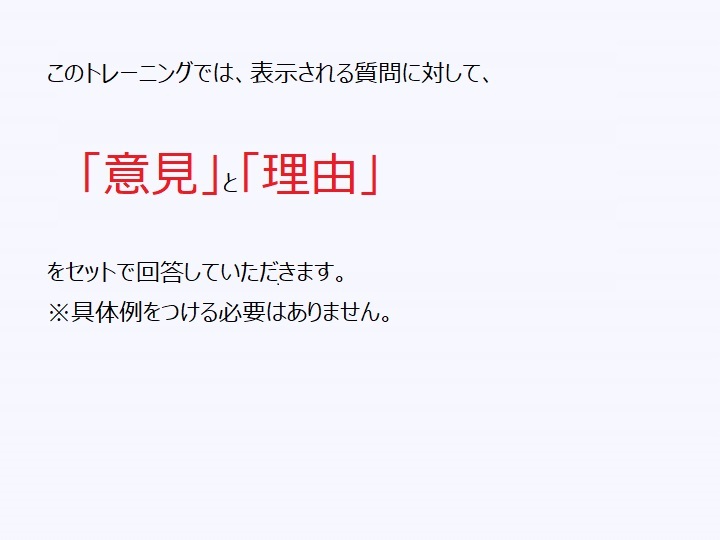 このトレーニングでは、表示される質問に対して、
「意見」と「理由」
をセットで回答していただきます。
※具体例をつける必要はありません。